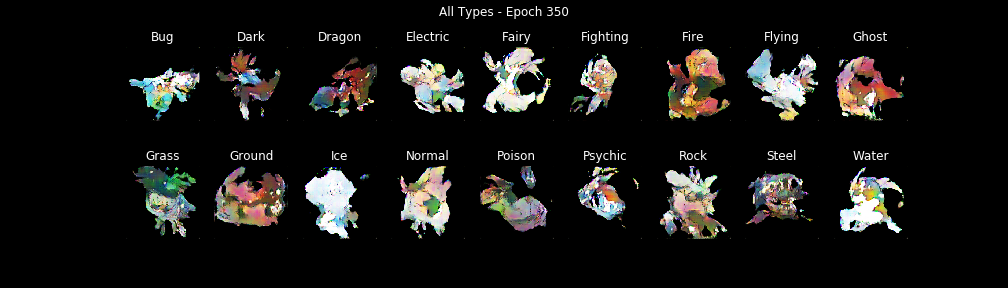 All Types - Epoch 350
Bug Dark Dragon Electric Fairy Fighting Fire Flying Ghost
Grass Ground Ice Normal Poison Psychic Rock Steel Water